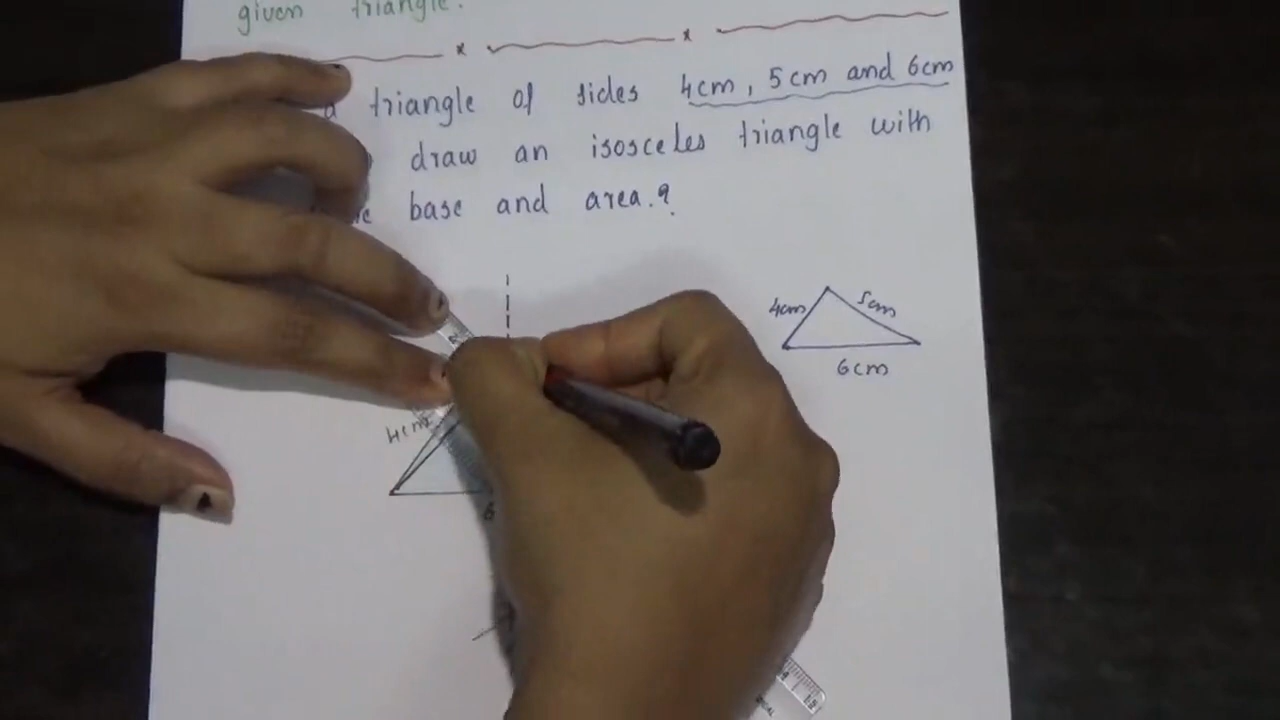 given triangle.
a triangle of sides 4cm, 5cm and 6cm
draw an isosceles triangle with
base and area.?
4cm 5cm
6cm
4cm
6